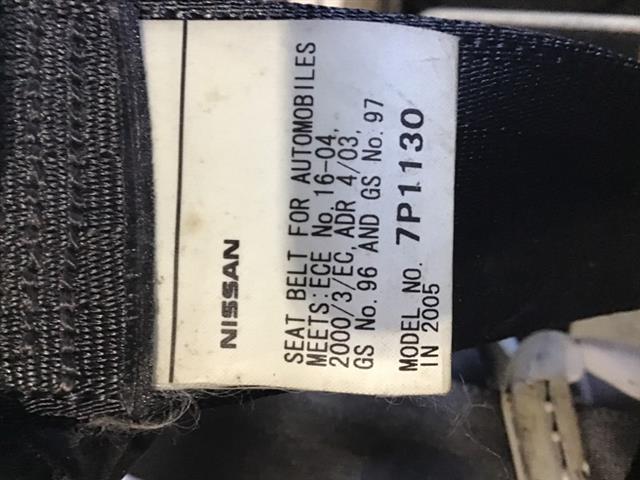 NISSAN
SEAT BELT FOR AUTOMOBILES
MEETS:ECE No. 16-04,
2000/3/EC, ADR 4/03,
GS No. 96 AND GS No. 97
MODEL NO. 7P1130
IN 2005